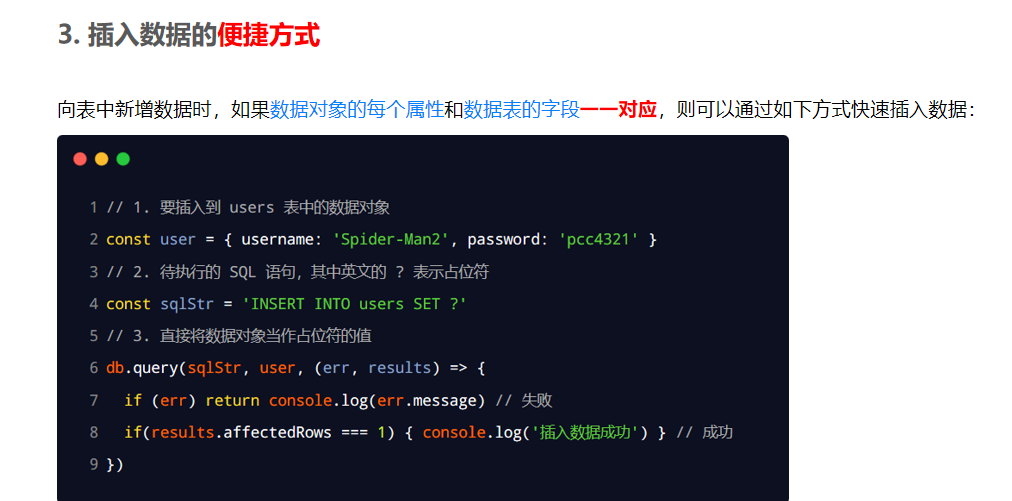 3. 插入数据的便捷方式
向表中新增数据时，如果数据对象的每个属性和数据表的字段一一对应，则可以通过如下方式快速插入数据：
1 // 1. 要插入到 users 表中的数据对象
2 const user = { username: 'Spider-Man2', password: 'pcc4321' }
3 // 2. 待执行的 SQL 语句，其中英文的 ? 表示占位符
4 const sqlStr = 'INSERT INTO users SET ?'
5 // 3. 直接将数据对象当作占位符的值
6 db.query(sqlStr, user, (err, results) => {
7   if (err) return console.log(err.message) // 失败
8   if(results.affectedRows === 1) { console.log('插入数据成功') } // 成功
9 })